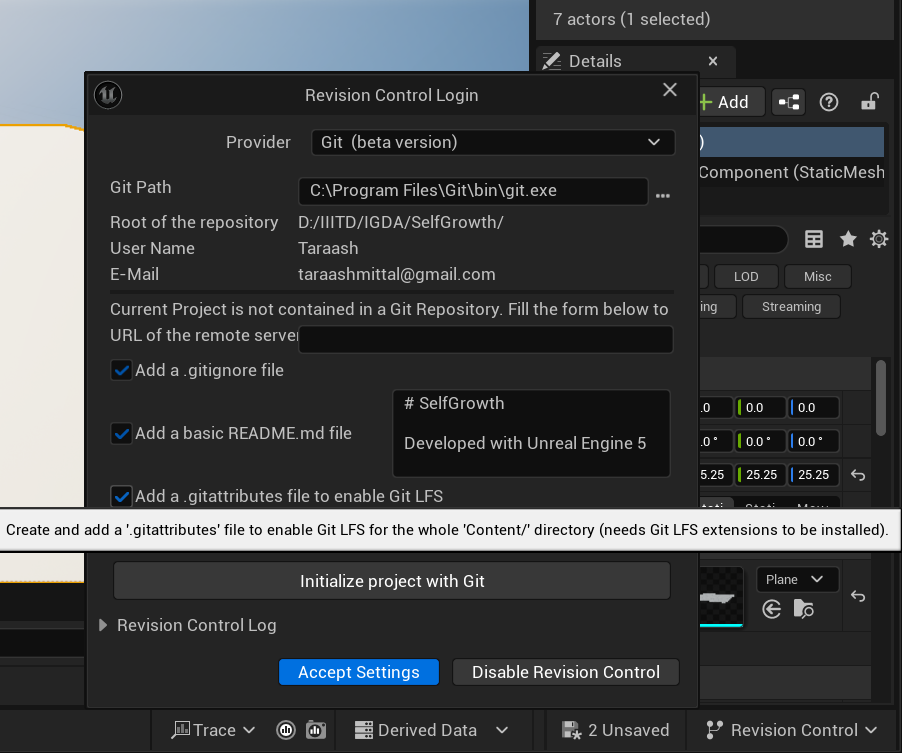 7 actors (1 selected)
Details
Revision Control Login
Add
Provider
Git (beta version)
)
Component (StaticMesh
Git Path
C:\Program Files\Git\bin\git.exe
...
Root of the repository
D:/IIITD/IGDA/SelfGrowth/
User Name
Taraash
E-Mail
taraashmittal@gmail.com
LOD
Misc
ing
Streaming
Current Project is not contained in a Git Repository. Fill the form below to
URL of the remote server
Add a .gitignore file
# SelfGrowth
.0
0.0
0.0
Add a basic README.md file
Developed with Unreal Engine 5
.0 °
0.0 °
0.0 °
5.25
25.25
25.25
Add a .gitattributes file to enable Git LFS
Create and add a '.gitattributes' file to enable Git LFS for the whole 'Content/' directory (needs Git LFS extensions to be installed).
Initialize project with Git
Plane
Revision Control Log
Accept Settings
Disable Revision Control
Trace
Derived Data
2 Unsaved
Revision Control